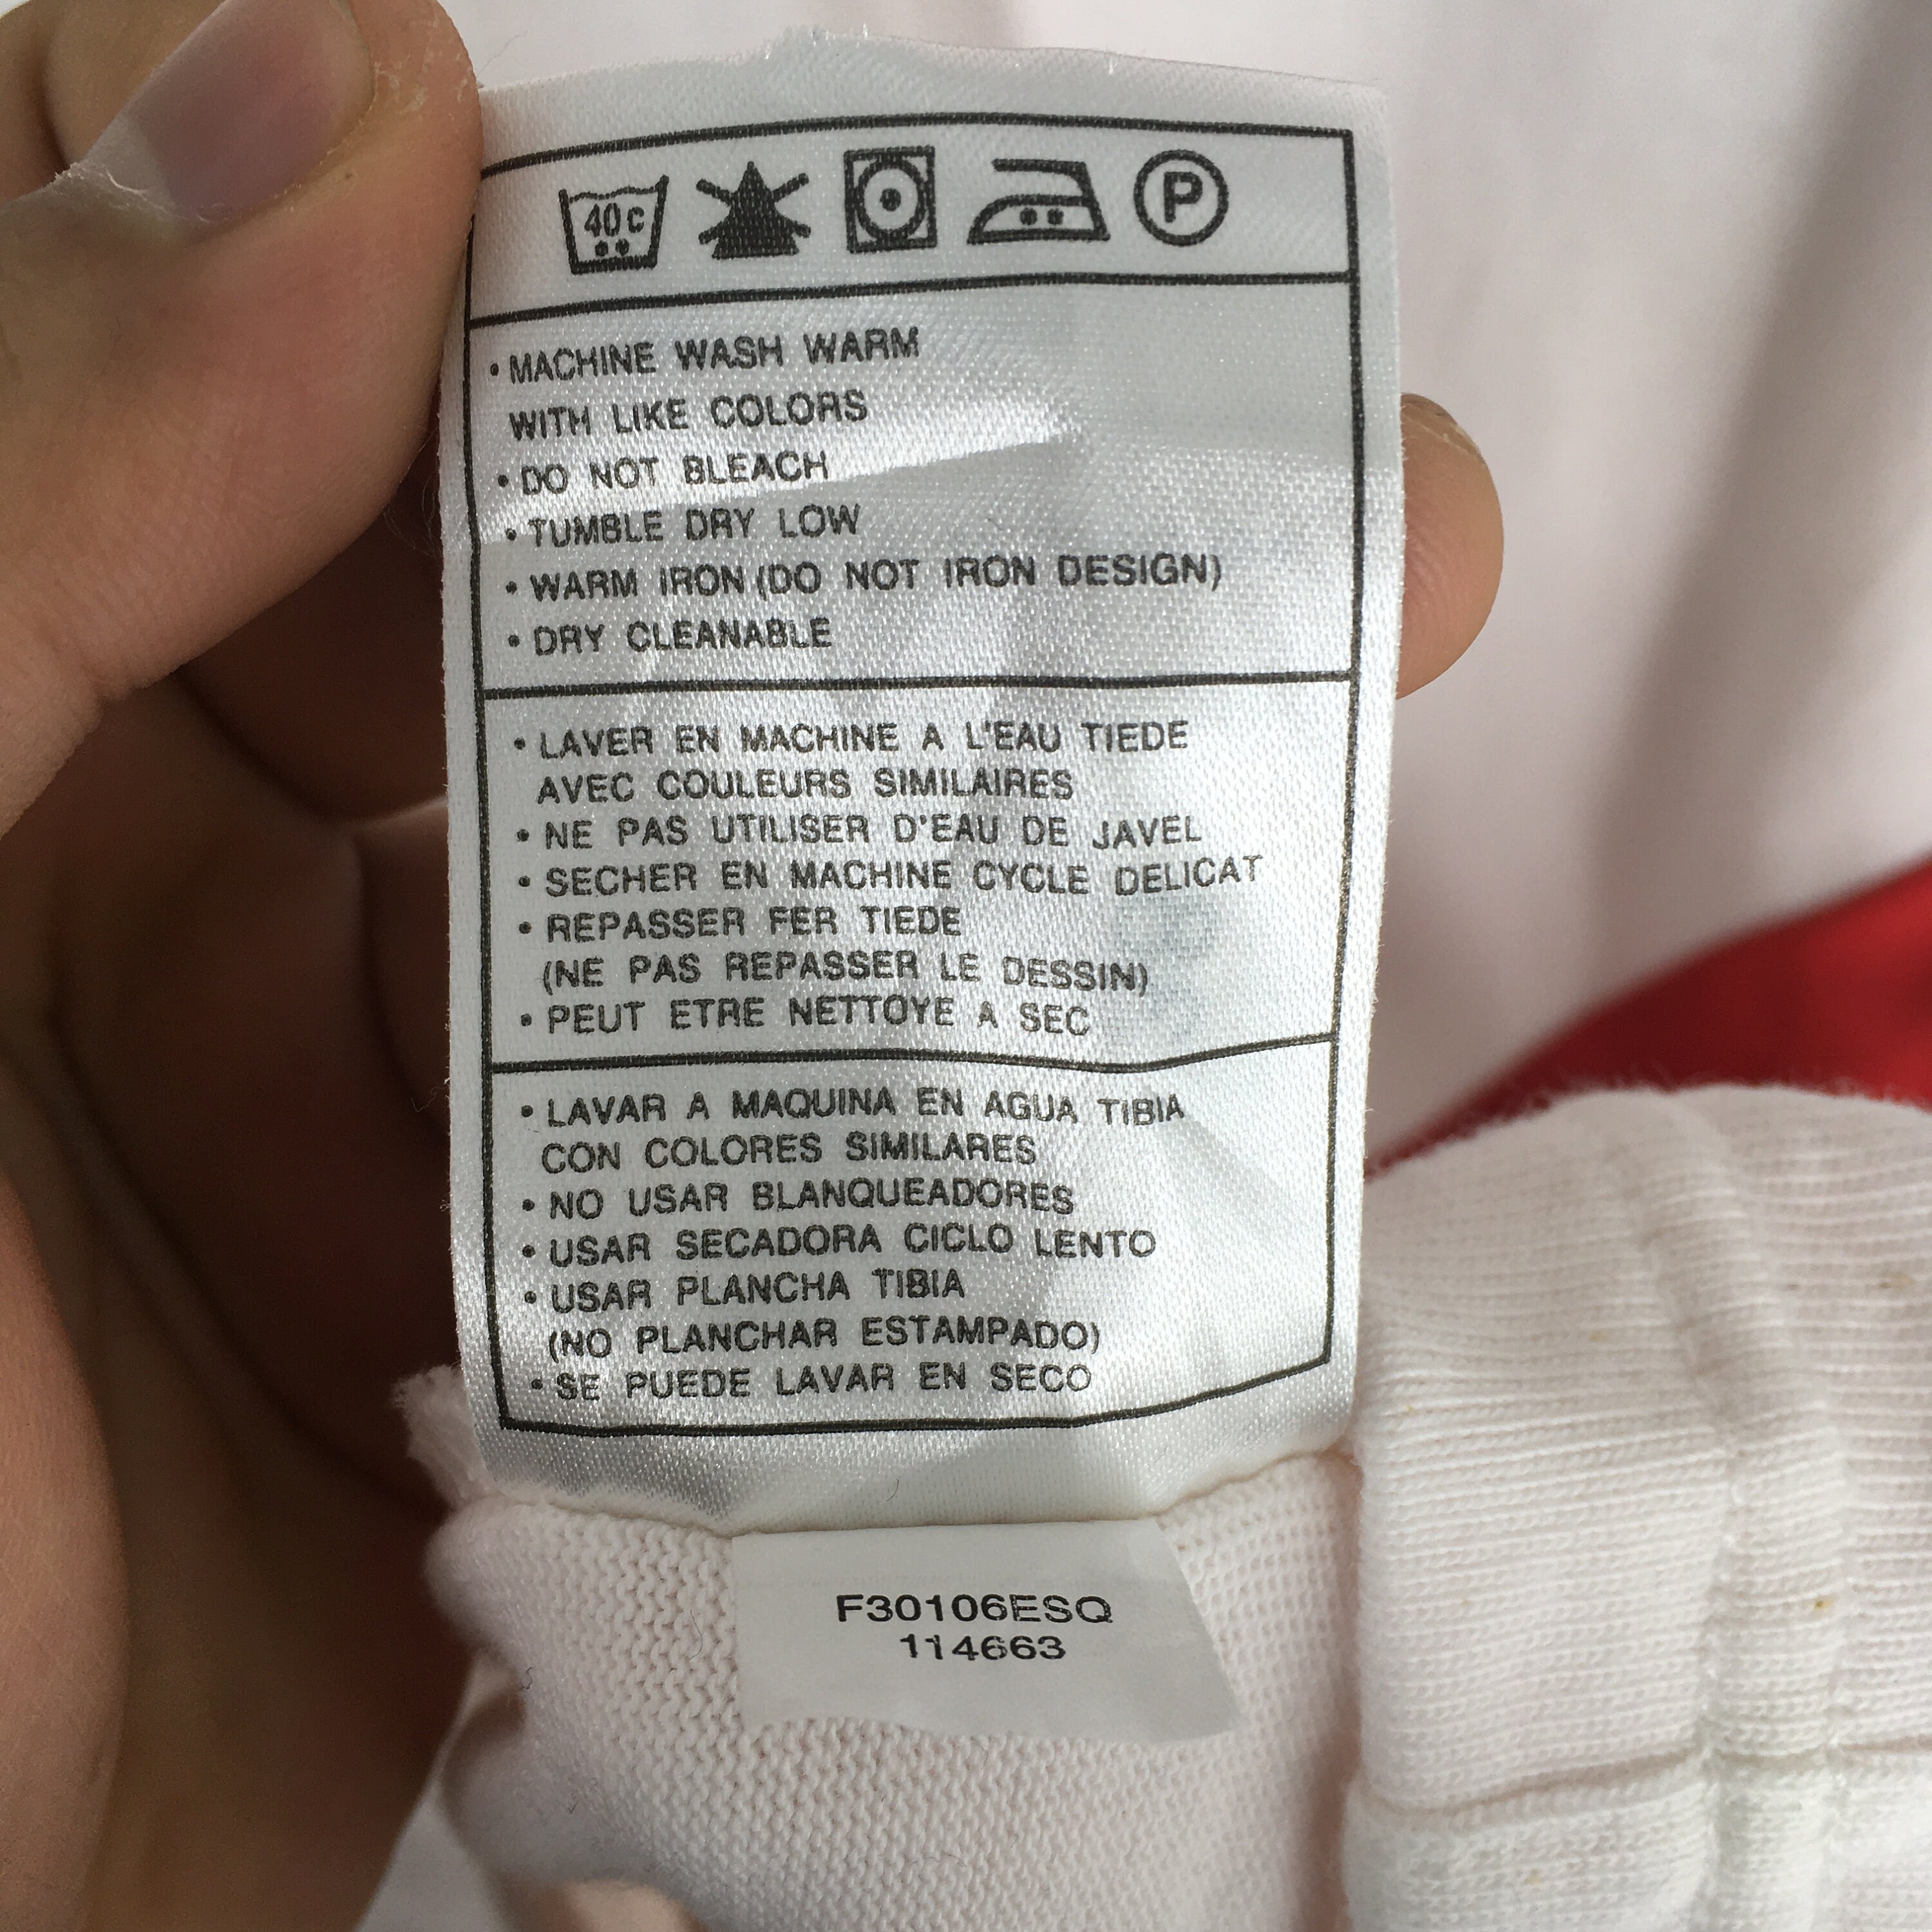 40c
P
• MACHINE WASH WARM
WITH LIKE COLORS
• DO NOT BLEACH
• TUMBLE DRY LOW
• WARM IRON (DO NOT IRON DESIGN)
• DRY CLEANABLE
• LAVER EN MACHINE A L'EAU TIEDE
AVEC COULEURS SIMILAIRES
• NE PAS UTILISER D'EAU DE JAVEL
• SECHER EN MACHINE CYCLE DELICAT
• REPASSER FER TIEDE
(NE PAS REPASSER LE DESSIN)
• PEUT ETRE NETTOYE A SEC
• LAVAR A MAQUINA EN AGUA TIBIA
CON COLORES SIMILARES
• NO USAR BLANQUEADORES
• USAR SECADORA CICLO LENTO
• USAR PLANCHA TIBIA
(NO PLANCHAR ESTAMPADO)
• SE PUEDE LAVAR EN SECO
F30106ESQ
114663